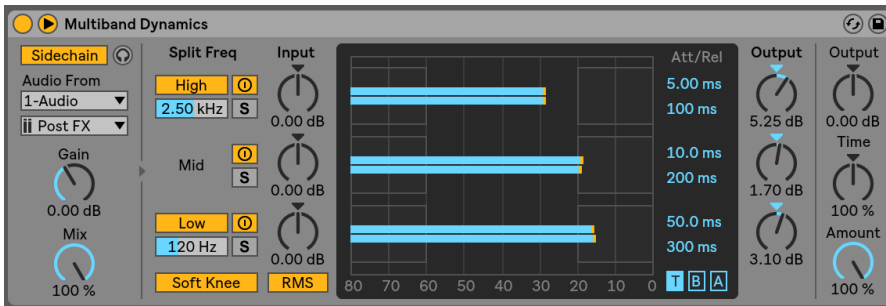 Multiband Dynamics
Sidechain
Audio From
1-Audio
Post FX
Gain
0.00 dB
Mix
100 %
Split Freq
High
2.50 kHz S
Mid
S
Low
120 Hz S
Soft Knee
Input
0.00 dB
0.00 dB
0.00 dB
RMS
80 70 60 50 40 30 20 10 0
Att/Rel
5.00 ms
100 ms
10.0 ms
200 ms
50.0 ms
300 ms
T B A
Output
5.25 dB
1.70 dB
3.10 dB
Output
0.00 dB
Time
100 %
Amount
100 %